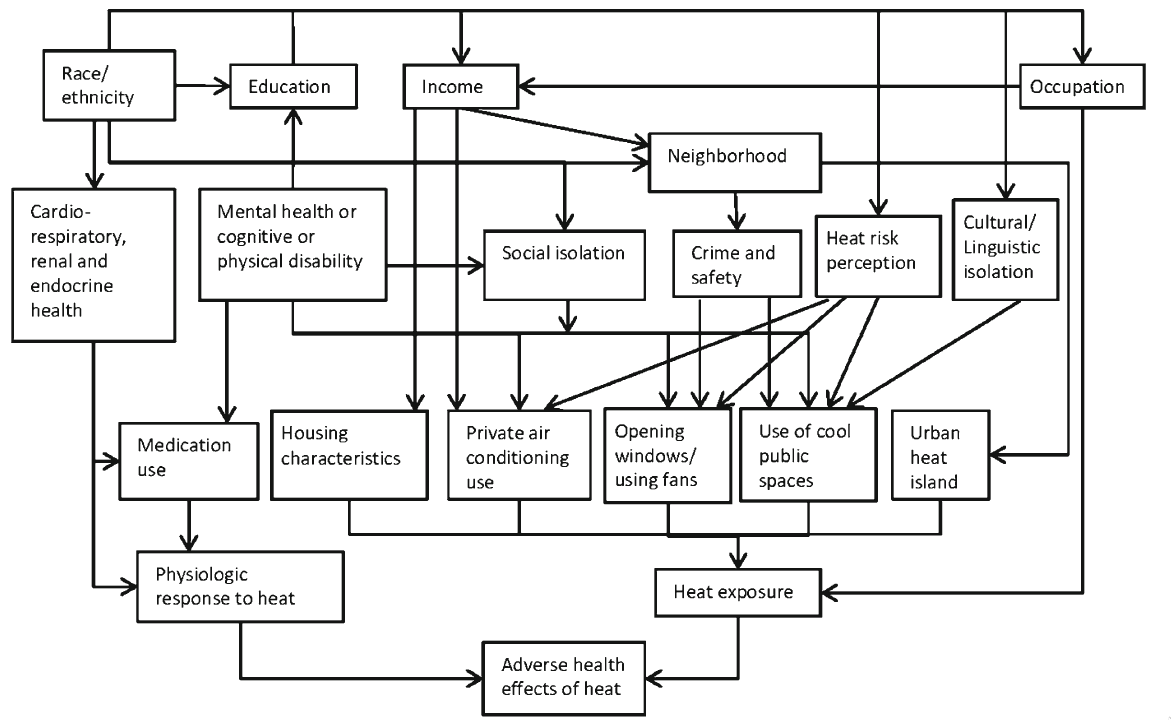 Race/
ethnicity
Education
Income
Occupation
Neighborhood
Cardio-
respiratory,
renal and
endocrine
health
Mental health or
cognitive or
physical disability
Social isolation
Crime and
safety
Heat risk
perception
Cultural/
Linguistic
isolation
Medication
use
Housing
characteristics
Private air
conditioning
use
Opening
windows/
using fans
Use of cool
public
spaces
Urban
heat
island
Physiologic
response to heat
Heat exposure
Adverse health
effects of heat